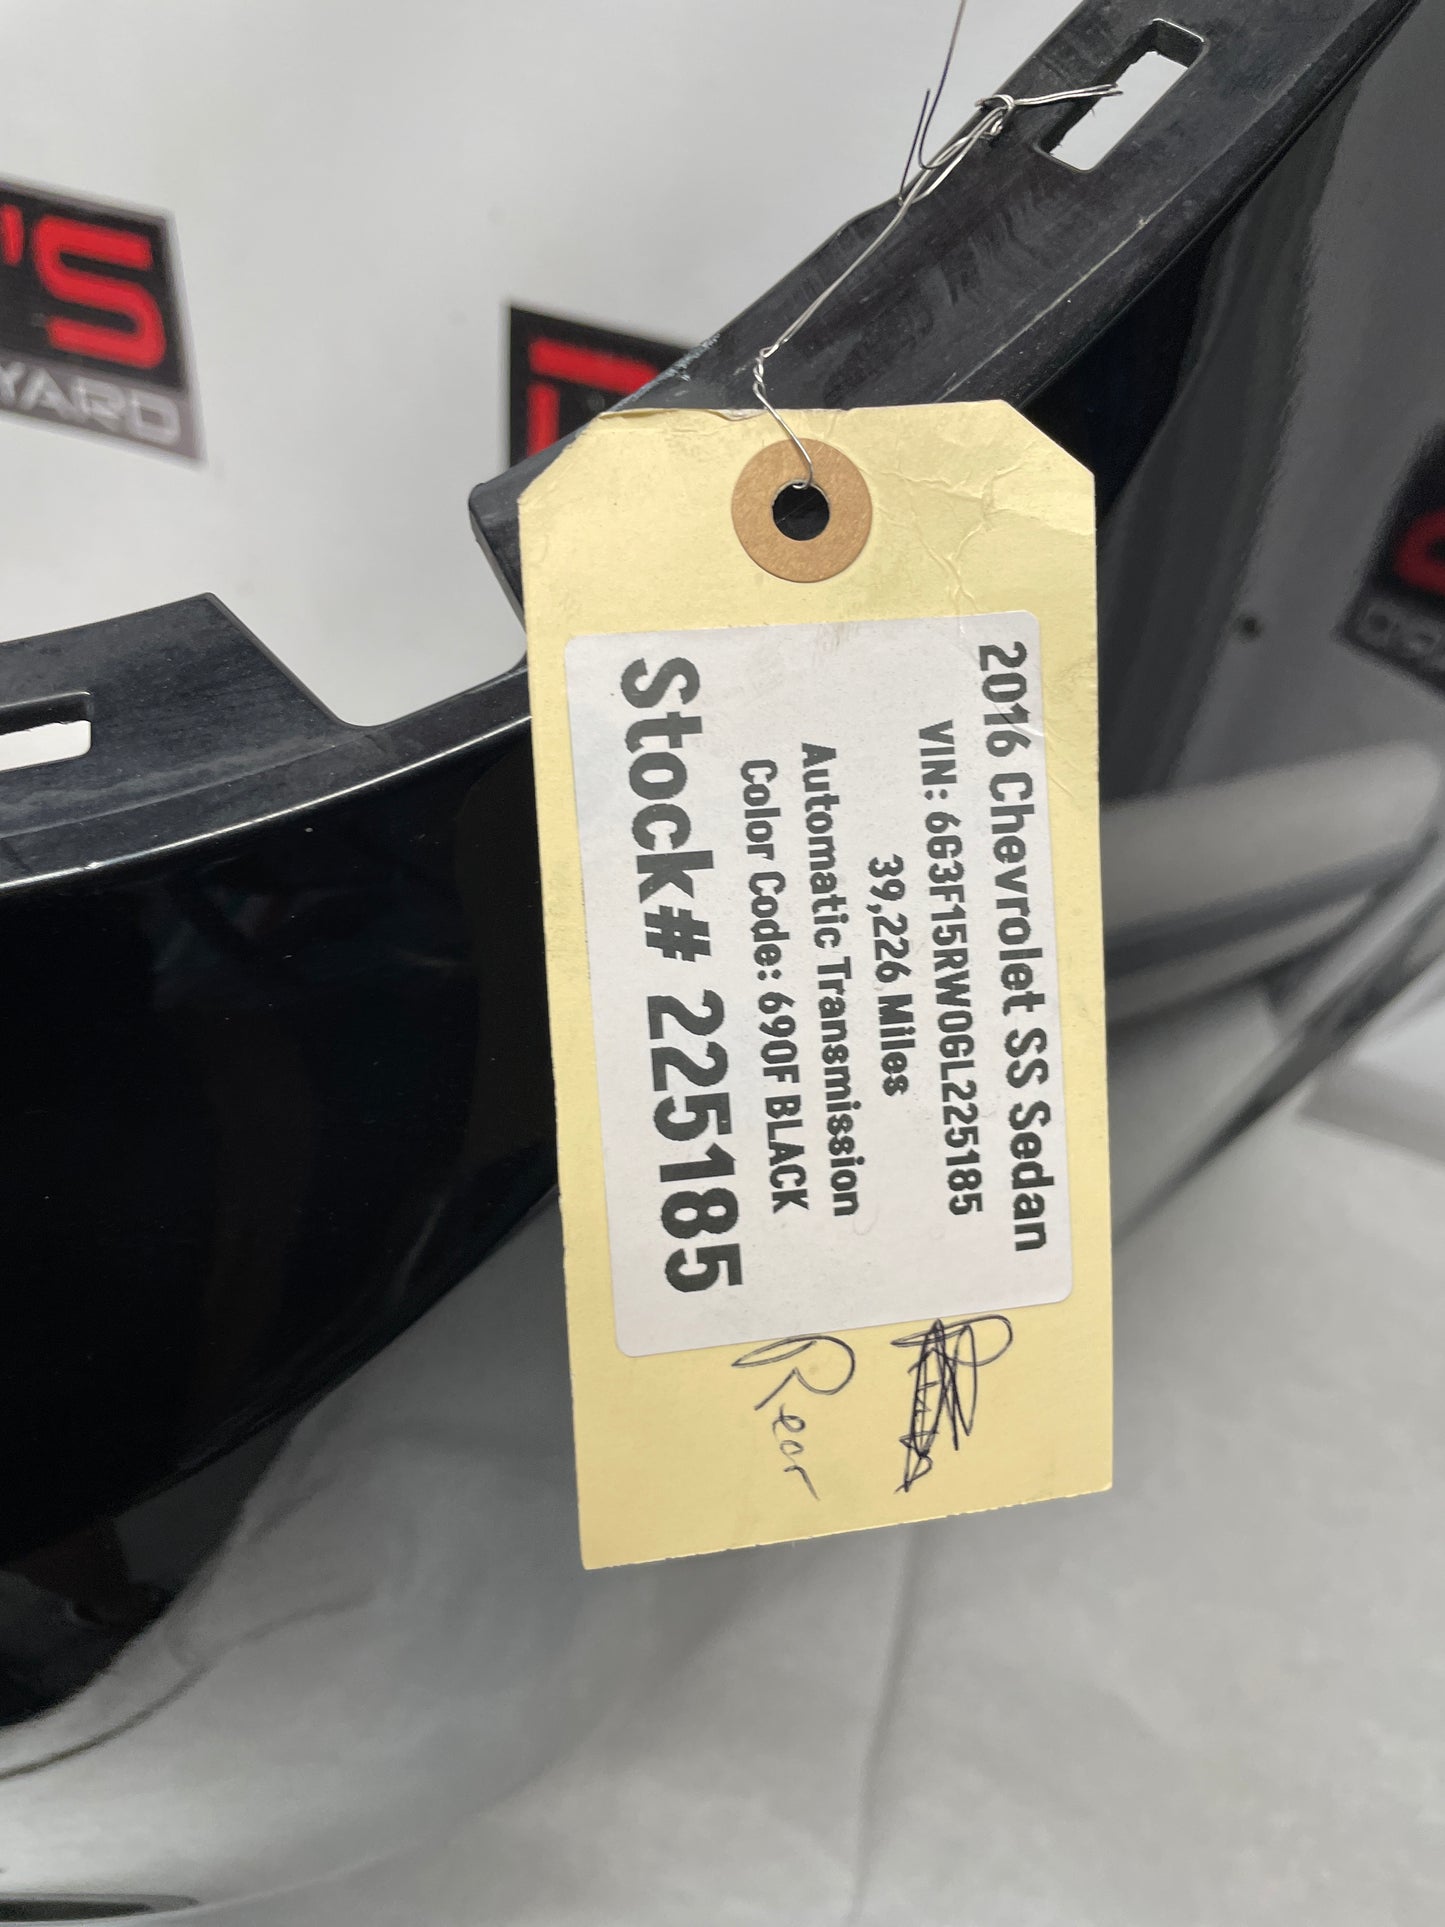 2016 Chevrolet SS Sedan
VIN: 6G3F15RW0GL225185
39,226 Miles
Automatic Transmission
Color Code: 690F BLACK
Stock# 225185
Rear
'S
YARD